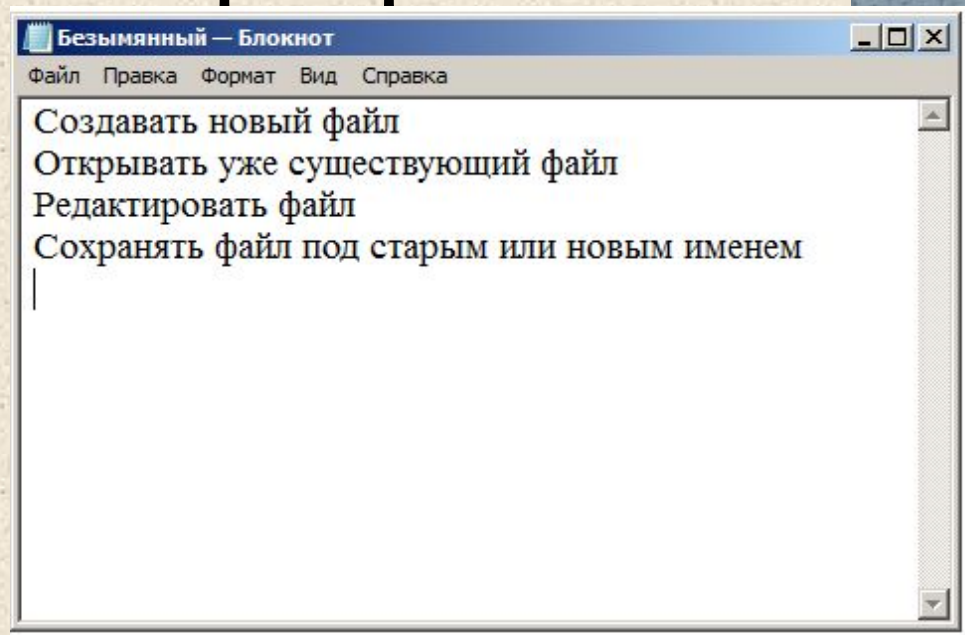 Безымянный — Блокнот
Файл Правка Формат Вид Справка
Создавать новый файл
Открывать уже существующий файл
Редактировать файл
Сохранять файл под старым или новым именем